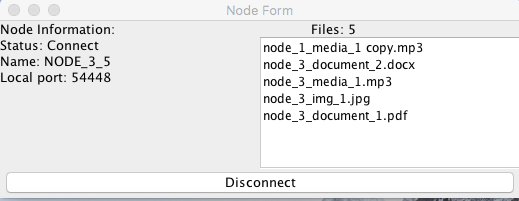 Node Form
Node Information:
Status: Connect
Name: NODE_3_5
Local port: 54448
Files: 5
node_1_media_1 copy.mp3
node_3_document_2.docx
node_3_media_1.mp3
node_3_img_1.jpg
node_3_document_1.pdf
Disconnect